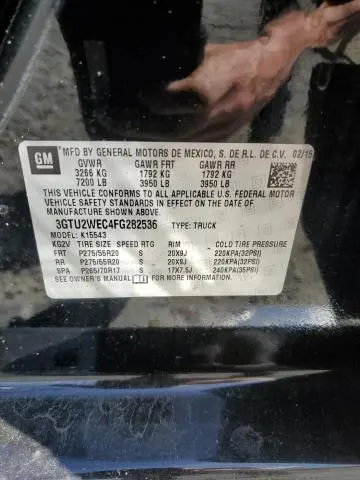 GM
MFD BY GENERAL MOTORS DE MEXICO, S. DE R.L. DE C.V. 02/15
GVWR GAWR FRT GAWR RR
3266 KG 1792 KG 1792 KG
7200 LB 3950 LB 3950 LB
THIS VEHICLE CONFORMS TO ALL APPLICABLE U.S. FEDERAL MOTOR
VEHICLE SAFETY STANDARDS IN EFFECT ON THE DATE OF
MANUFACTURE SHOWN ABOVE.
3GTU2WEC4FG282536 TYPE: TRUCK
MODEL: K15543
KG2V TIRE SIZE SPEED RTG RIM COLD TIRE PRESSURE
FRT P275/55R20 S 20X9J 220KPA(32PSI)
RR P275/55R20 S 20X9J 220KPA(32PSI)
SPA P265/70R17 S 17X7.5J 240KPA(35PSI)
SEE OWNER'S MANUAL FOR MORE INFORMATION.